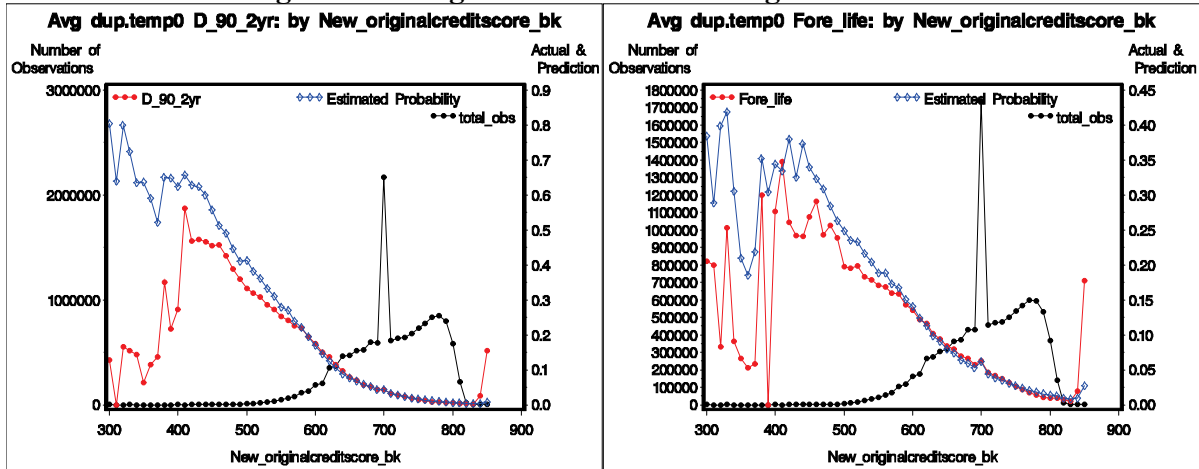 Avg dup.temp0 D_90_2yr: by New_originalcreditscore_bk
Number of
Observations
Actual &
Prediction
D_90_2yr
Estimated Probability
total_obs
3000000
2000000
1000000
0
0.9
0.8
0.7
0.6
0.5
0.4
0.3
0.2
0.1
0.0
300 400 500 600 700 800 900
New_originalcreditscore_bk
Avg dup.temp0 Fore_life: by New_originalcreditscore_bk
Number of
Observations
Actual &
Prediction
Fore_life
Estimated Probability
total_obs
1800000
1700000
1600000
1500000
1400000
1300000
1200000
1100000
1000000
900000
800000
700000
600000
500000
400000
300000
200000
100000
0
0.45
0.40
0.35
0.30
0.25
0.20
0.15
0.10
0.05
0.00
300 400 500 600 700 800 900
New_originalcreditscore_bk